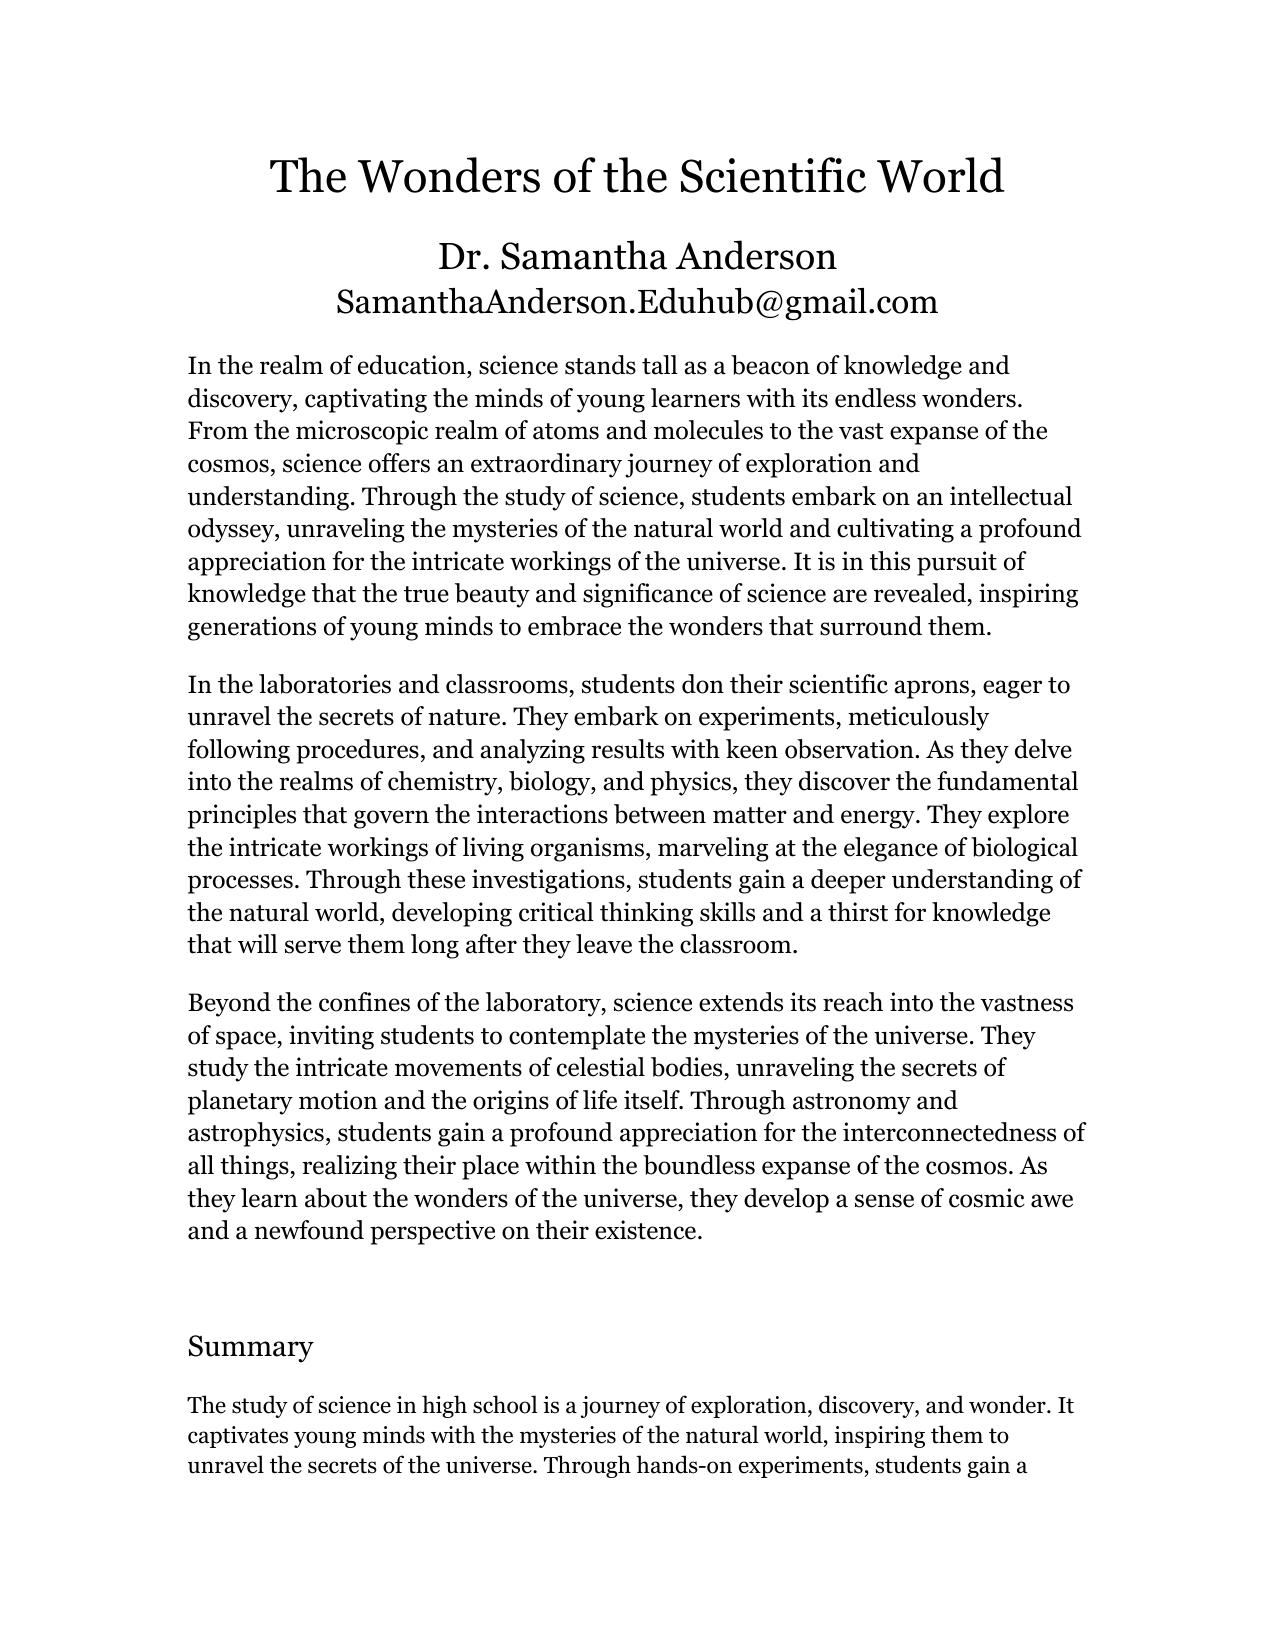 The Wonders of the Scientific World
Dr. Samantha Anderson
SamanthaAnderson.Eduhub@gmail.com
In the realm of education, science stands tall as a beacon of knowledge and
discovery, captivating the minds of young learners with its endless wonders.
From the microscopic realm of atoms and molecules to the vast expanse of the
cosmos, science offers an extraordinary journey of exploration and
understanding. Through the study of science, students embark on an intellectual
odyssey, unraveling the mysteries of the natural world and cultivating a profound
appreciation for the intricate workings of the universe. It is in this pursuit of
knowledge that the true beauty and significance of science are revealed, inspiring
generations of young minds to embrace the wonders that surround them.
In the laboratories and classrooms, students don their scientific aprons, eager to
unravel the secrets of nature. They embark on experiments, meticulously
following procedures, and analyzing results with keen observation. As they delve
into the realms of chemistry, biology, and physics, they discover the fundamental
principles that govern the interactions between matter and energy. They explore
the intricate workings of living organisms, marveling at the elegance of biological
processes. Through these investigations, students gain a deeper understanding of
the natural world, developing critical thinking skills and a thirst for knowledge
that will serve them long after they leave the classroom.
Beyond the confines of the laboratory, science extends its reach into the vastness
of space, inviting students to contemplate the mysteries of the universe. They
study the intricate movements of celestial bodies, unraveling the secrets of
planetary motion and the origins of life itself. Through astronomy and
astrophysics, students gain a profound appreciation for the interconnectedness of
all things, realizing their place within the boundless expanse of the cosmos. As
they learn about the wonders of the universe, they develop a sense of cosmic awe
and a newfound perspective on their existence.
Summary
The study of science in high school is a journey of exploration, discovery, and wonder. It
captivates young minds with the mysteries of the natural world, inspiring them to
unravel the secrets of the universe. Through hands-on experiments, students gain a